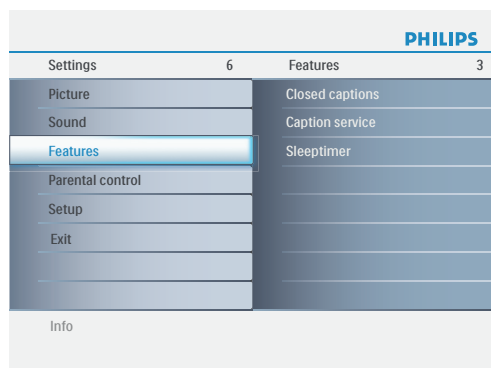 PHILIPS
Settings 6 Features 3
Picture Closed captions
Sound Caption service
Features Sleeptimer
Parental control
Setup
Exit
Info